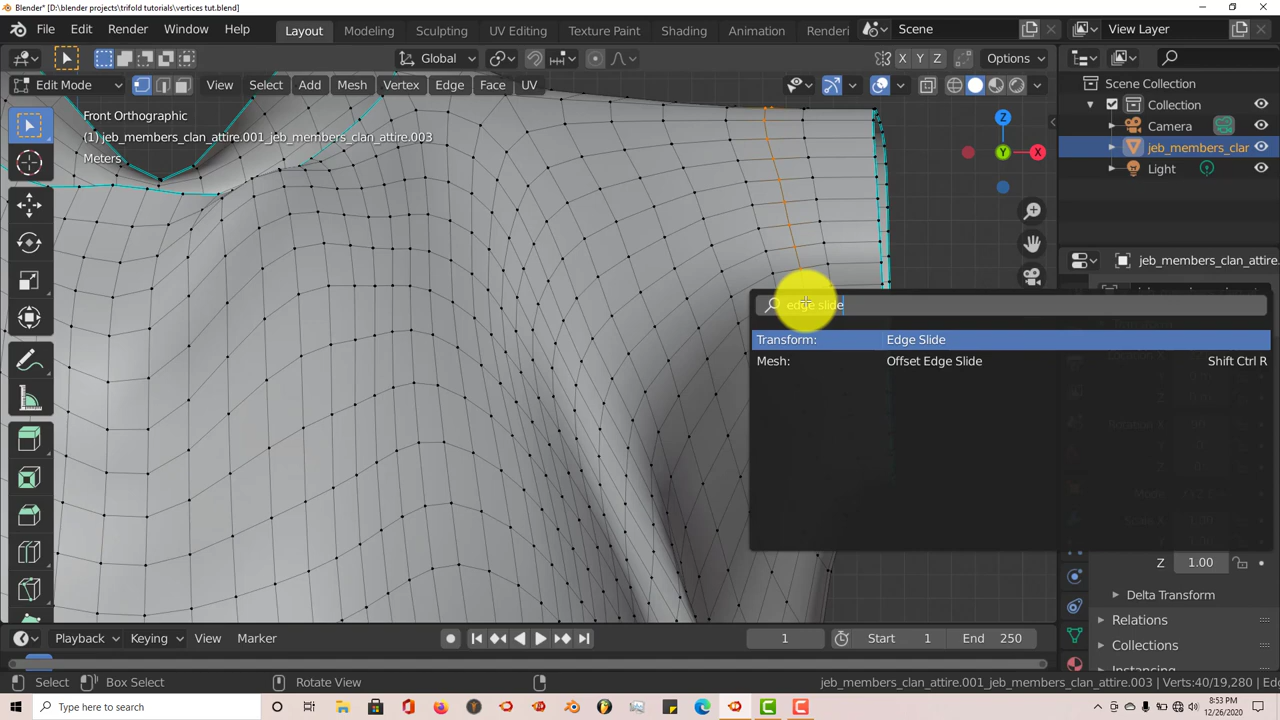 Blender* [D:\blender projects\trifold tutorials\vertices tut.blend]
File Edit Render Window Help Layout Modeling Sculpting UV Editing Texture Paint Shading Animation Renderi Scene View Layer
Global X Y Z Options
Edit Mode View Select Add Mesh Vertex Edge Face UV Scene Collection
Front Orthographic Collection
(1) jeb_members_clan_attire.001_jeb_members_clan_attire.003 Camera
Meters jeb_members_clar
Light
Z
Y X
jeb_members_clan_attire.
edge slide
Transform: Edge Slide
Mesh: Offset Edge Slide Shift Ctrl R
Z 1.00
Delta Transform
Relations
Playback Keying View Marker 1 Start 1 End 250
Collections
Instancing
Select Box Select Rotate View jeb_members_clan_attire.001_jeb_members_clan_attire.003 | Verts:40/19,280 | Ed
Type here to search
8:53 PM
12/26/2020